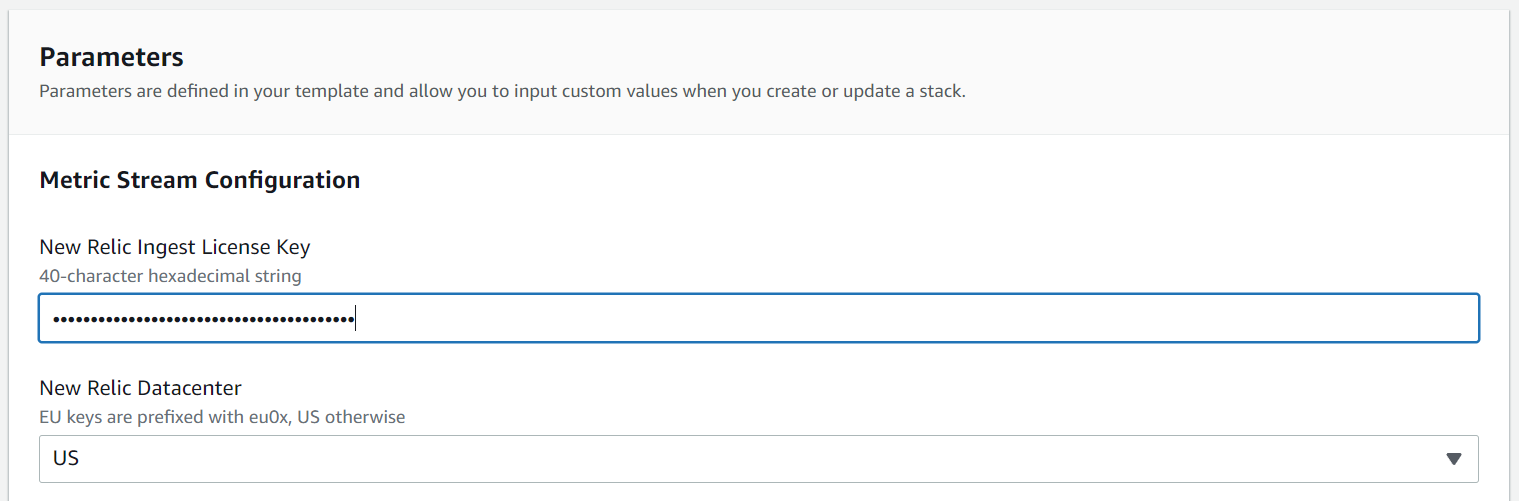 Parameters
Parameters are defined in your template and allow you to input custom values when you create or update a stack.
Metric Stream Configuration
New Relic Ingest License Key
40-character hexadecimal string
••••••••••••••••••••••••••••••••••••••••
New Relic Datacenter
EU keys are prefixed with eu0x, US otherwise
US